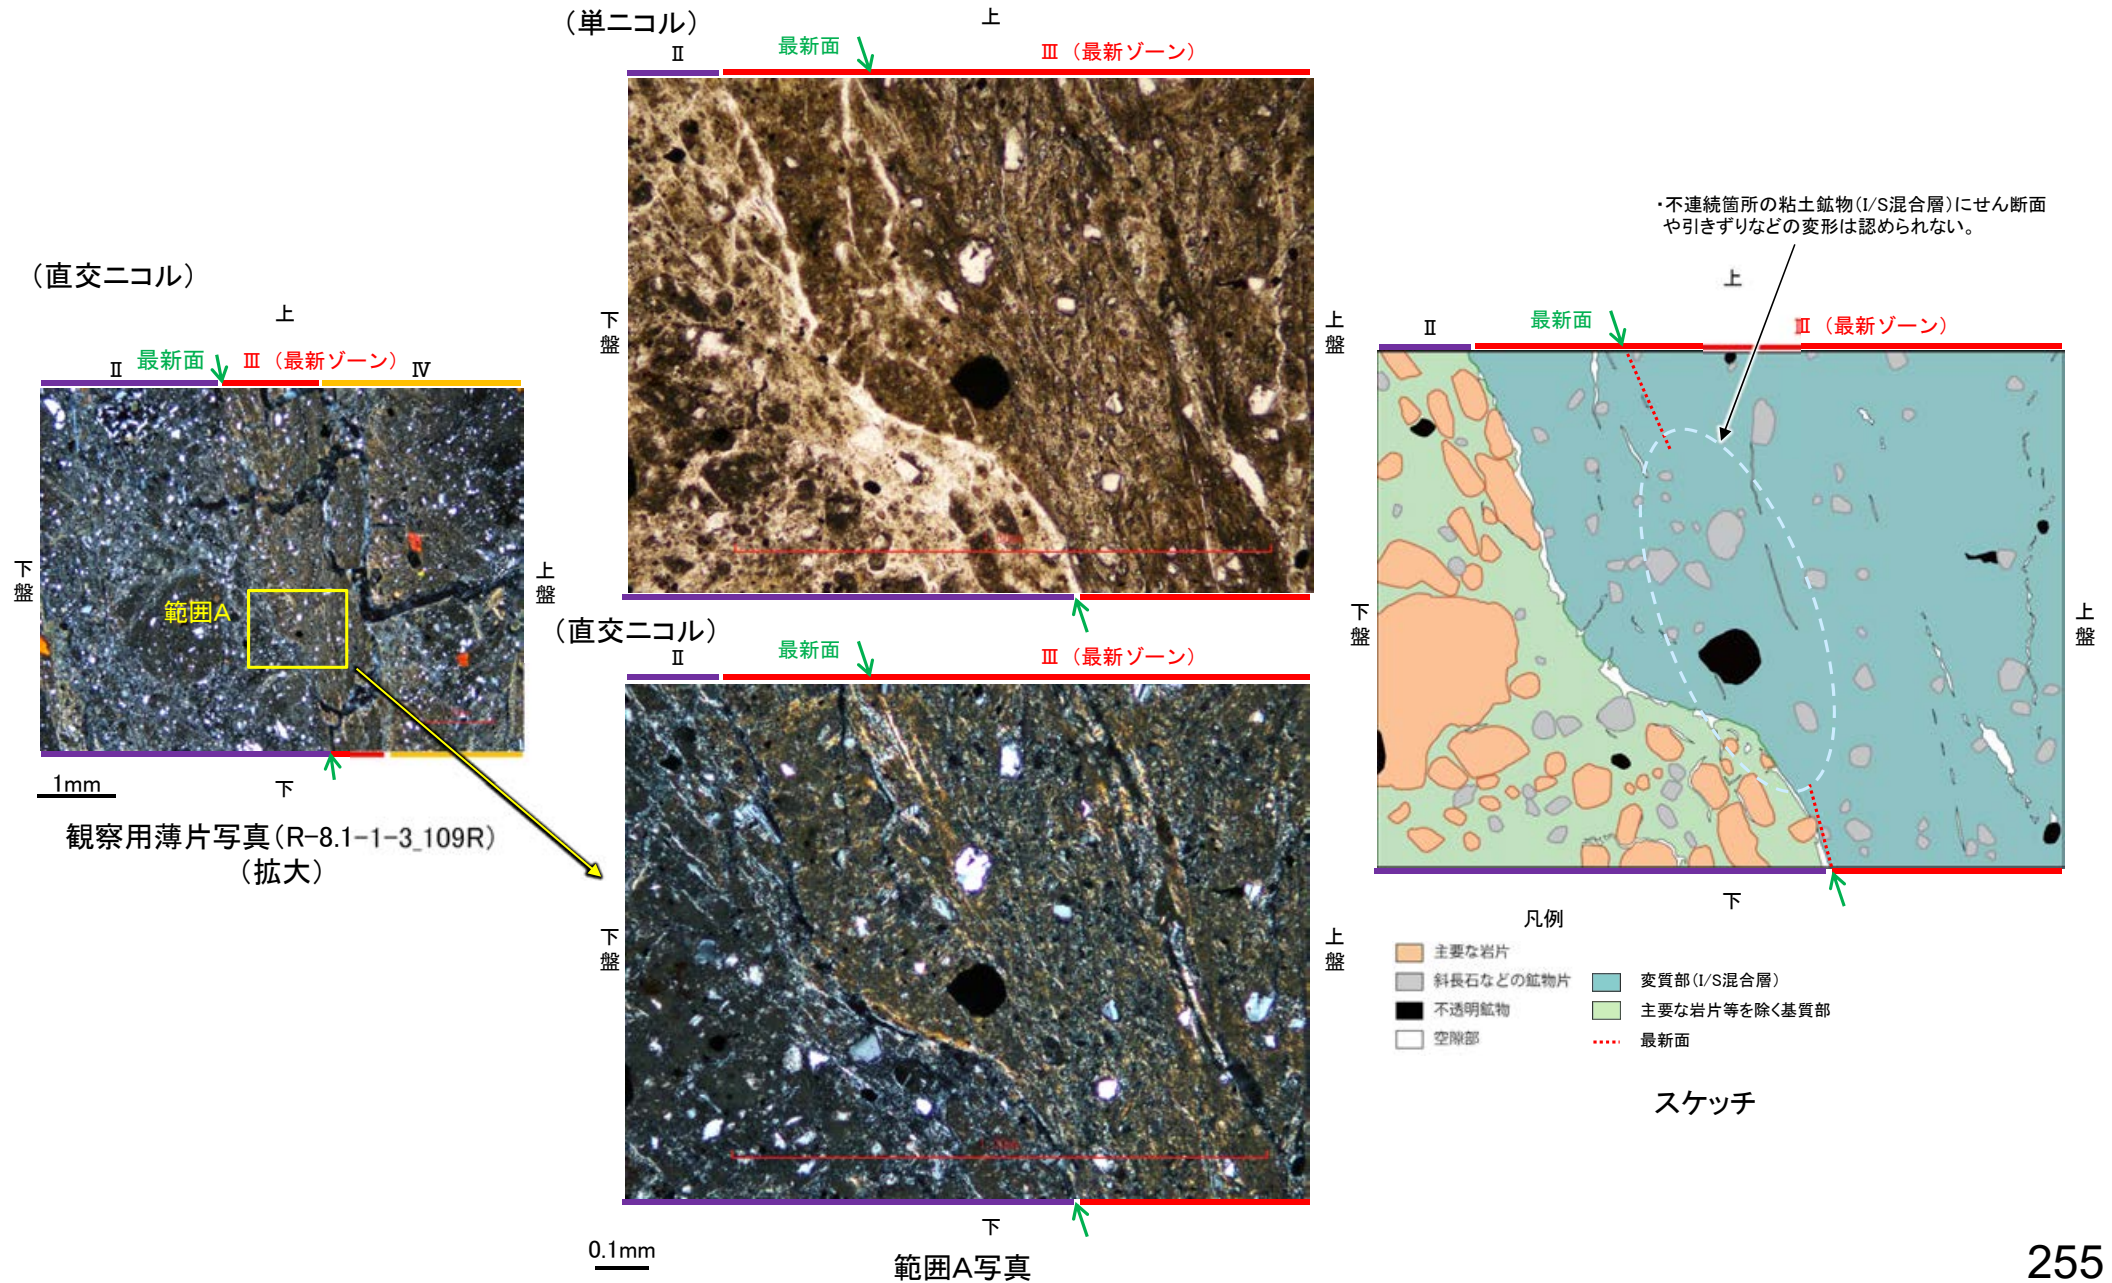 (直交ニコル)
上
Ⅱ 最新面 Ⅲ (最新ゾーン) Ⅳ
下盤
上盤
範囲A
1mm
下
観察用薄片写真(R-8.1-1-3_109R)
(拡大)
(単ニコル)
上
Ⅱ 最新面 Ⅲ (最新ゾーン)
下盤
上盤
(直交ニコル)
Ⅱ 最新面 Ⅲ (最新ゾーン)
下盤
上盤
下
0.1mm
範囲A写真
・不連続箇所の粘土鉱物(I/S混合層)にせん断面
や引きずりなどの変形は認められない。
上
Ⅱ 最新面 Ⅲ (最新ゾーン)
下盤
上盤
下
凡例
主要な岩片
斜長石などの鉱物片
不透明鉱物
空隙部
変質部(I/S混合層)
主要な岩片等を除く基質部
最新面
スケッチ
255